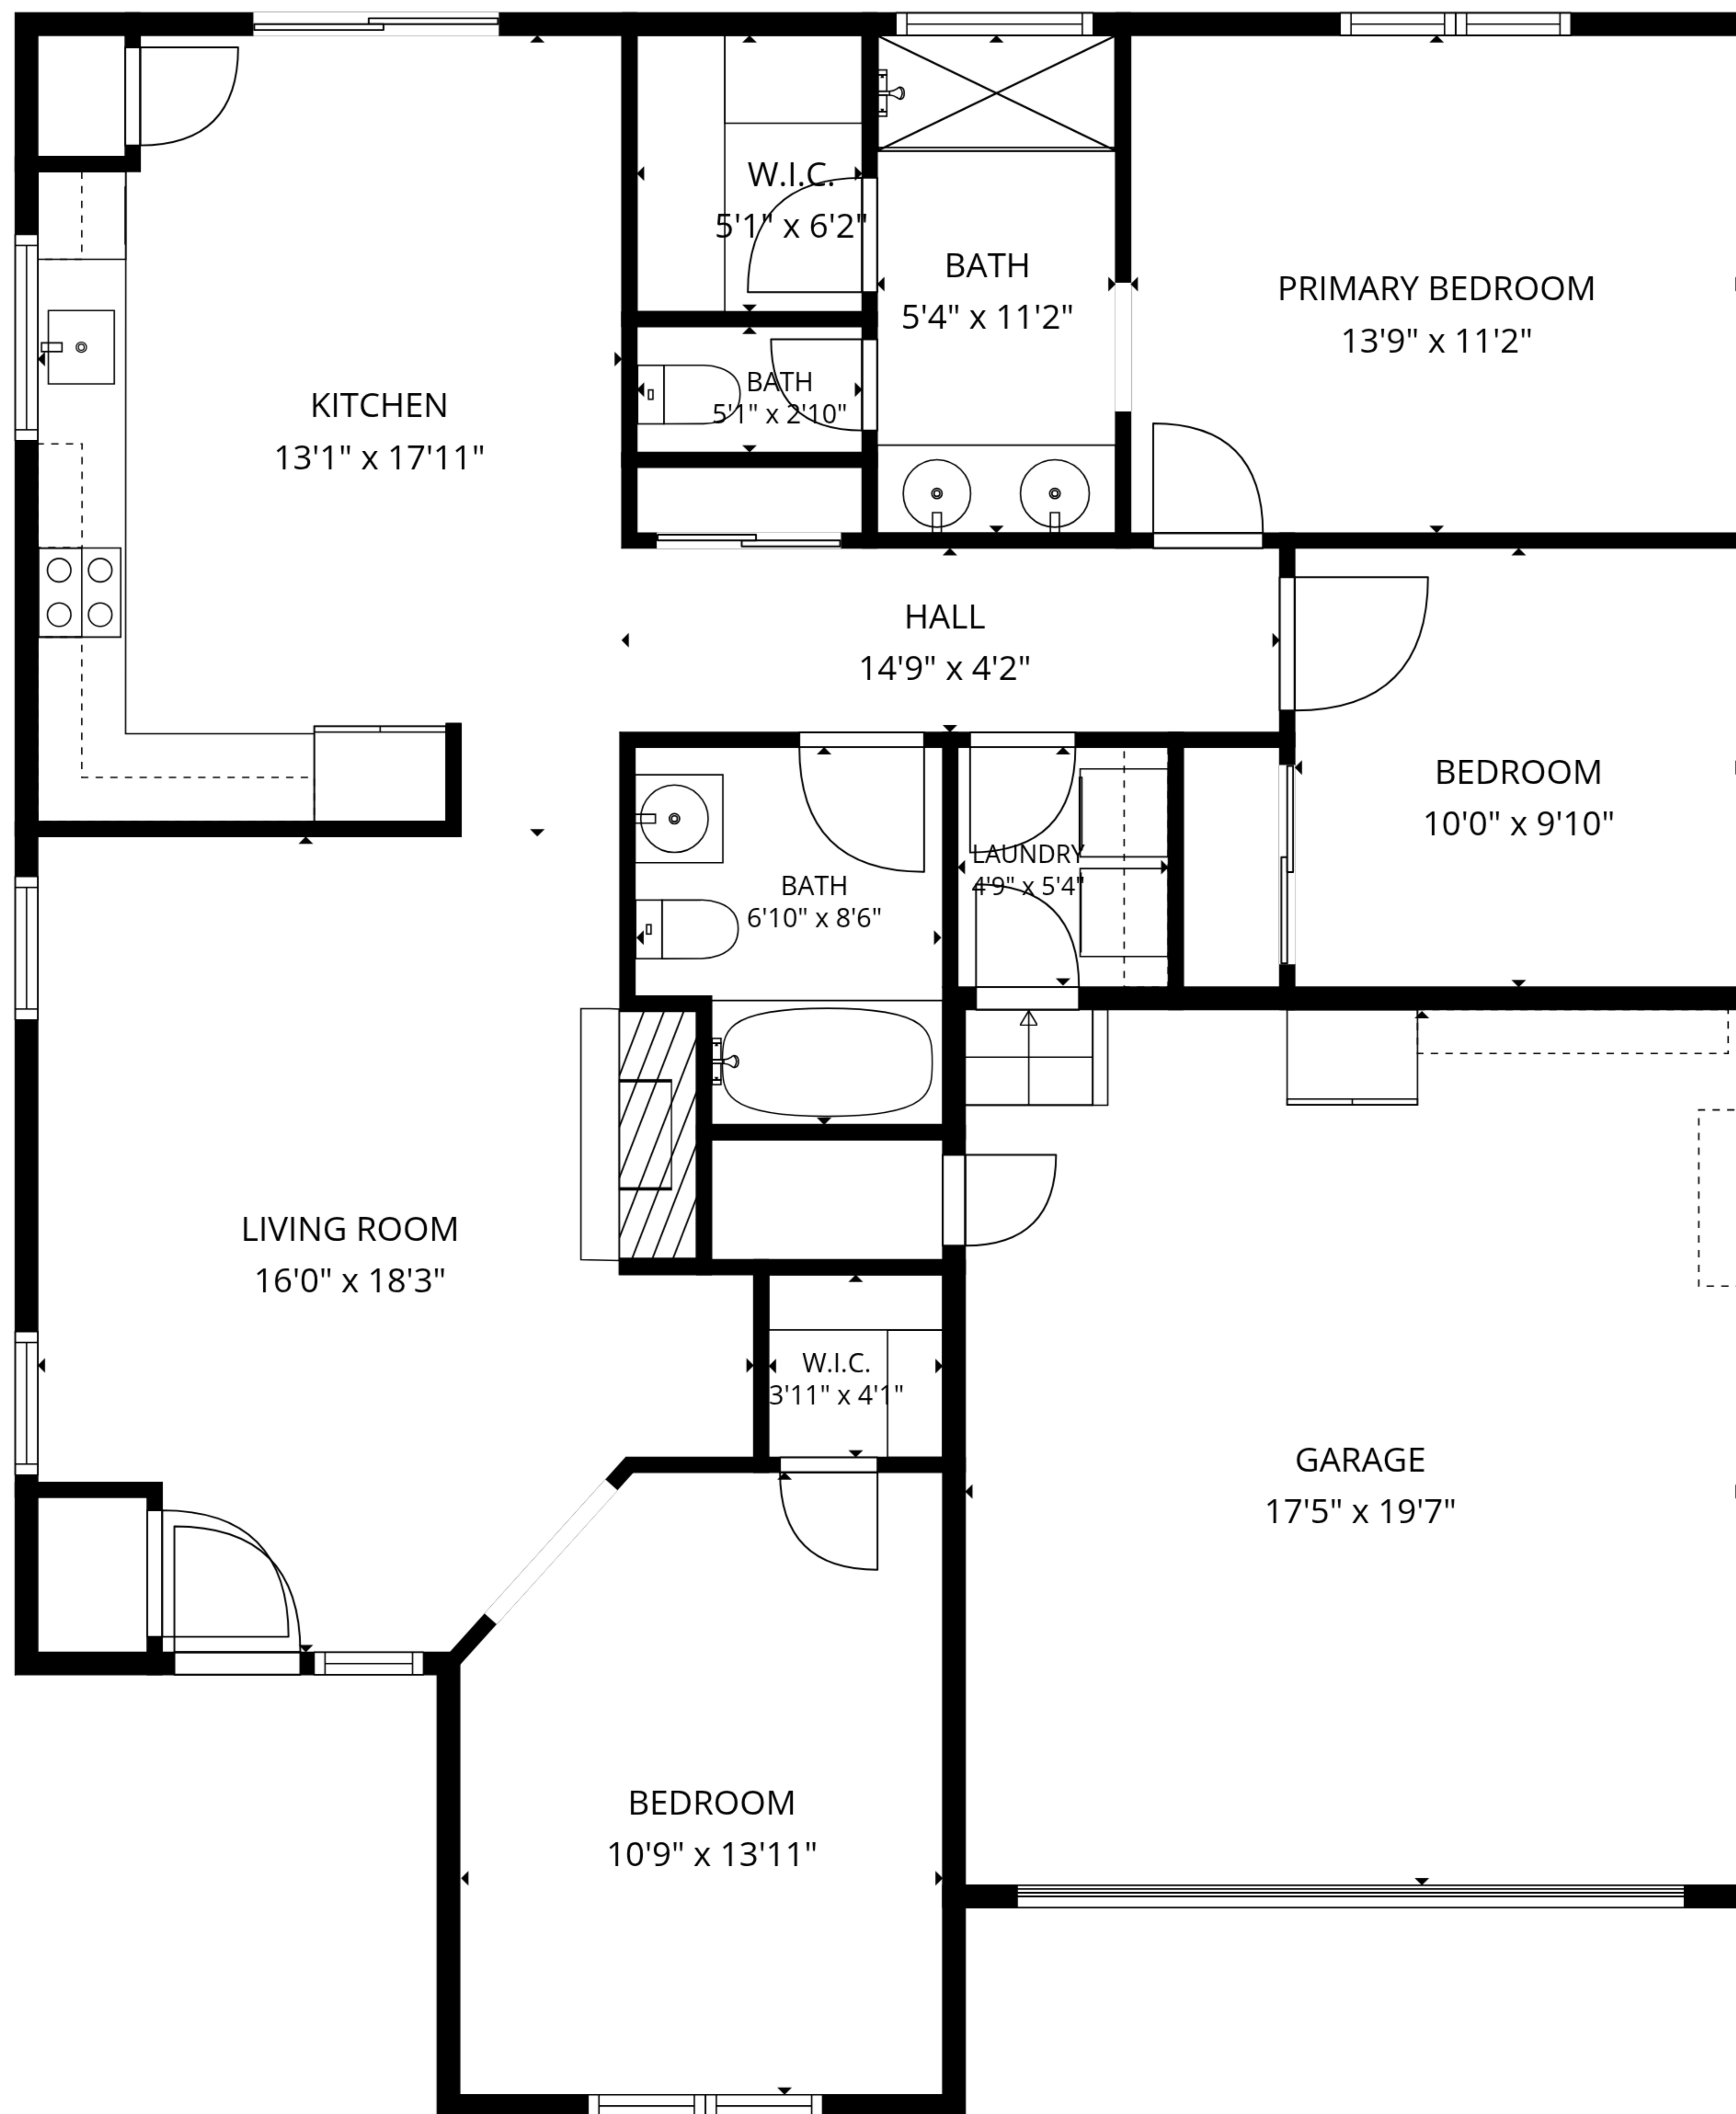 W.I.C.
5'1" x 6'2"
BATH
5'4" x 11'2"
PRIMARY BEDROOM
13'9" x 11'2"
BATH
5'1" x 2'10"
KITCHEN
13'1" x 17'11"
HALL
14'9" x 4'2"
BEDROOM
10'0" x 9'10"
LAUNDRY
4'9" x 5'4"
BATH
6'10" x 8'6"
LIVING ROOM
16'0" x 18'3"
W.I.C.
3'11" x 4'1"
GARAGE
17'5" x 19'7"
BEDROOM
10'9" x 13'11"